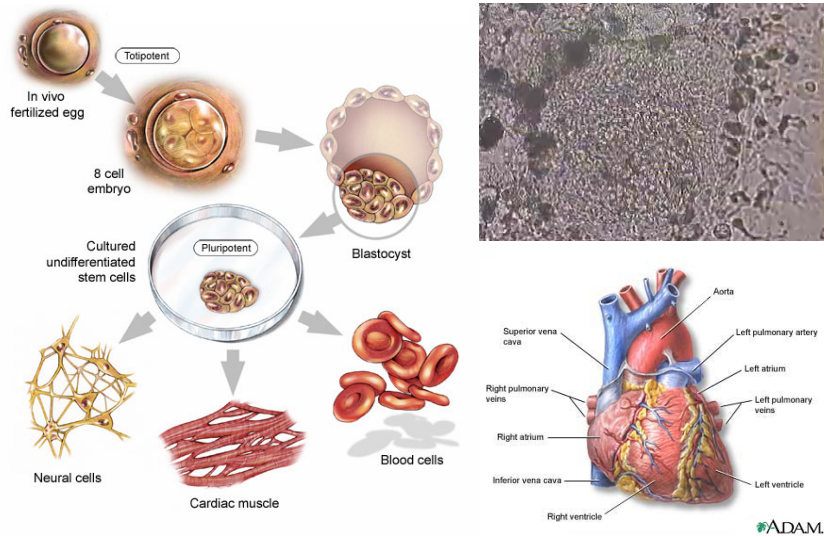 Totipotent
In vivo
fertilized egg
8 cell
embryo
Blastocyst
Cultured
undifferentiated
stem cells
Pluripotent
Neural cells
Cardiac muscle
Blood cells
Aorta
Superior vena
cava
Left pulmonary artery
Left atrium
Right pulmonary
veins
Left pulmonary
veins
Right atrium
Inferior vena cava
Left ventricle
Right ventricle
A.D.A.M.